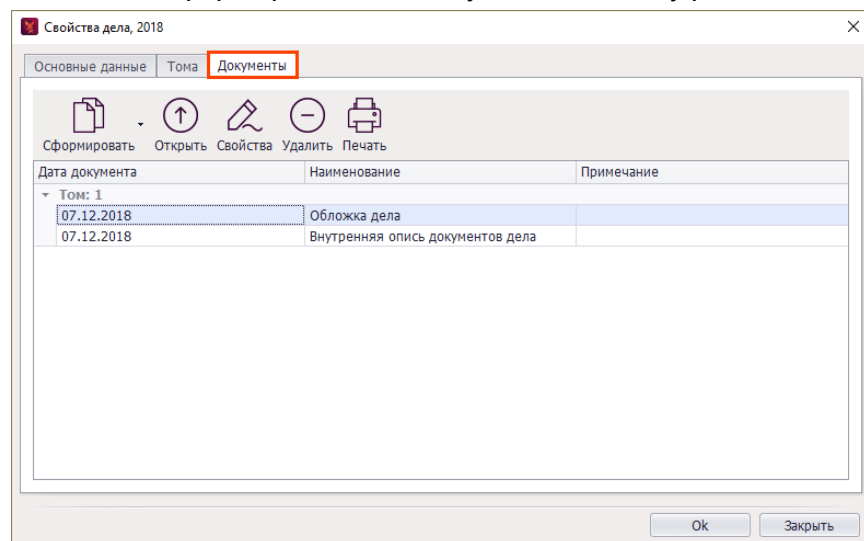 Свойства дела, 2018
Основные данные Тома Документы
Сформировать Открыть Свойства Удалить Печать
Дата документа Наименование Примечание
Том: 1
07.12.2018 Обложка дела
07.12.2018 Внутренняя опись документов дела
Ok Закрыть